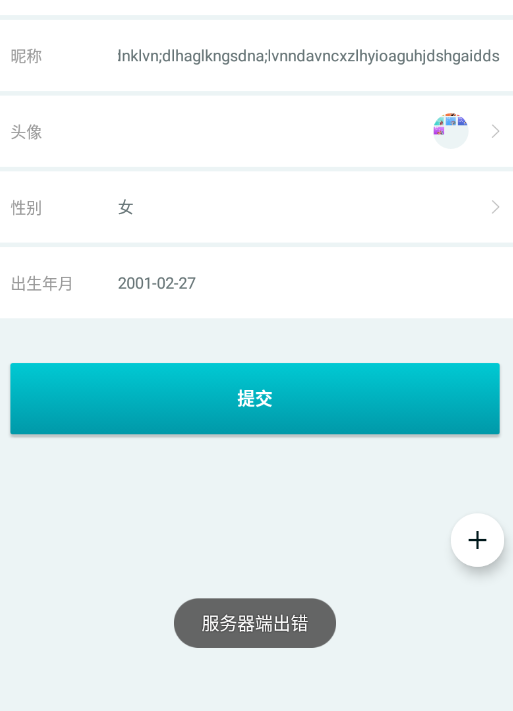 昵称 lnklvn;dlhaglkngsdna;lvnndavncxzlhyioaguhjdshgaidds
头像
性别 女
出生年月 2001-02-27
提交
服务器端出错